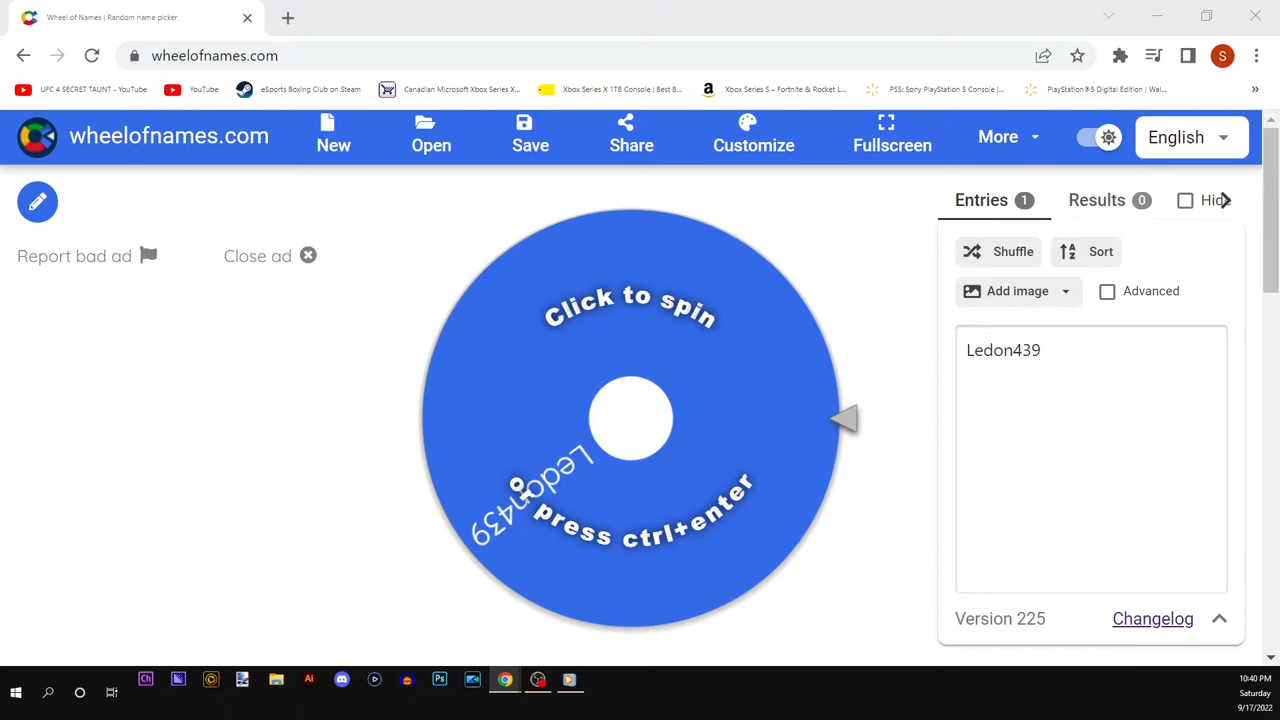 Wheel of Names | Random name picker
wheelofnames.com
S
UFC 4 SECRET TAUNT - YouTube
YouTube
eSports Boxing Club on Steam
Canadian Microsoft Xbox Series X...
Xbox Series X 1TB Console | Best B...
Xbox Series S – Fortnite & Rocket L...
PS5: Sony PlayStation 5 Console |...
PlayStation®5 Digital Edition | Wal...
wheelofnames.com
New
Open
Save
Share
Customize
Fullscreen
More
English
Report bad ad
Close ad
Click to spin
or press ctrl+enter
Ledon439
Entries 1
Results 0
Hide
Shuffle
Sort
Add image
Advanced
Ledon439
Version 225
Changelog
Ch
Ai
Ps
10:40 PM
Saturday
9/17/2022